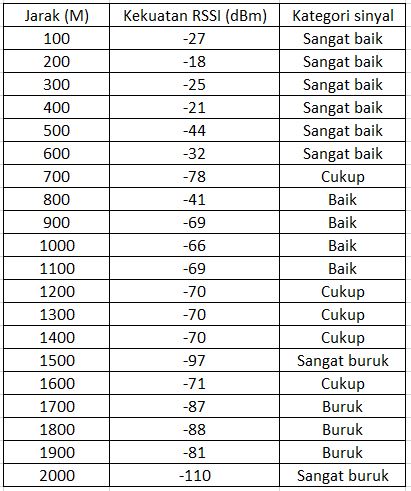 Jarak (M) Kekuatan RSSI (dBm) Kategori sinyal
100 -27 Sangat baik
200 -18 Sangat baik
300 -25 Sangat baik
400 -21 Sangat baik
500 -44 Sangat baik
600 -32 Sangat baik
700 -78 Cukup
800 -41 Baik
900 -69 Baik
1000 -66 Baik
1100 -69 Baik
1200 -70 Cukup
1300 -70 Cukup
1400 -70 Cukup
1500 -97 Sangat buruk
1600 -71 Cukup
1700 -87 Buruk
1800 -88 Buruk
1900 -81 Buruk
2000 -110 Sangat buruk